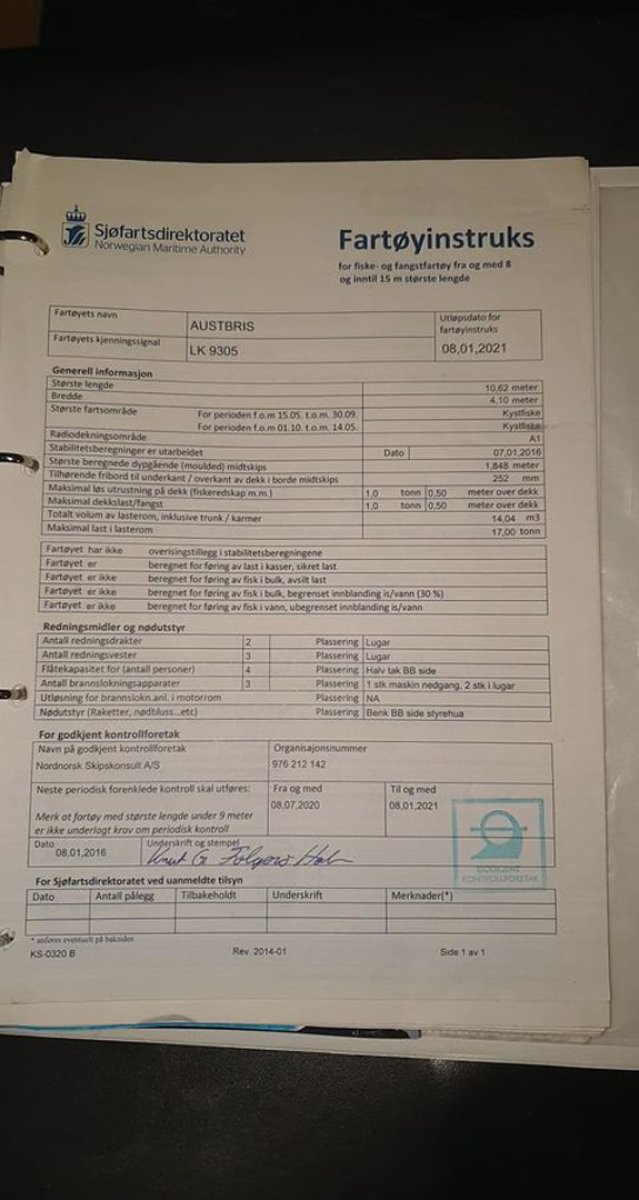 Sjøfartsdirektoratet
Norwegian Maritime Authority
Fartøyinstruks
for fiske- og fangstfartøy fra og med 8
og inntil 15 m største lengde
Fartøyets navn AUSTBRIS Utløpsdato for fartøyinstruks
Fartøyets kjenningssignal LK 9305 08,01,2021
Generell informasjon
Største lengde 10,62 meter
Bredde 4,10 meter
Største fartsområde For perioden f.o.m 15.05. t.o.m. 30.09. Kystfiske
For perioden f.o.m 01.10. t.o.m. 14.05. Kystfiske
Radiodekningsområde A1
Stabilitetsberegninger er utarbeidet Dato 07,01,2016
Største beregnede dypgående (moulded) midtskips 1,848 meter
Tilhørende fribord til underkant / overkant av dekk i borde midtskips 252 mm
Maksimal løs utrustning på dekk (fiskeredskap m.m.) 1,0 tonn 0,50 meter over dekk
Maksimal dekkslast/fangst 1,0 tonn 0,50 meter over dekk
Totalt volum av lasterom, inklusive trunk / karmer 14,04 m3
Maksimal last i lasterom 17,00 tonn
Fartøyet har ikke overisingstillegg i stabilitetsberegningene
Fartøyet er beregnet for føring av last i kasser, sikret last
Fartøyet er ikke beregnet for føring av fisk i bulk, avsilt last
Fartøyet er ikke beregnet for føring av fisk i bulk, begrenset innblanding is/vann (30 %)
Fartøyet er ikke beregnet for føring av fisk i vann, ubegrenset innblanding is/vann
Redningsmidler og nødutstyr
Antall redningsdrakter 2 Plassering Lugar
Antall redningsvester 3 Plassering Lugar
Flåtekapasitet for (antall personer) 4 Plassering Halv tak BB side
Antall brannslokningsapparater 3 Plassering 1 stk maskin nedgang, 2 stk i lugar
Utløsning for brannslokn.anl. i motorrom Plassering NA
Nødutstyr (Raketter, nødbluss...etc) Plassering Benk BB side styrehus
For godkjent kontrollforetak
Navn på godkjent kontrollforetak Organisajonsnummer
Nordnorsk Skipskonsult A/S 976 212 142
Neste periodisk forenklede kontroll skal utføres: Fra og med Til og med
08,07,2020 08,01,2021
Merk at fartøy med største lengde under 9 meter
er ikke underlagt krav om periodisk kontroll
Dato Underskrift og stempel
08,01,2016
GODKJENT
KONTROLLFORETAK
For Sjøfartsdirektoratet ved uanmeldte tilsyn
Dato Antall pålegg Tilbakeholdt Underskrift Merknader(*)
* anføres eventuelt på baksiden
KS-0320 B Rev. 2014-01 Side 1 av 1